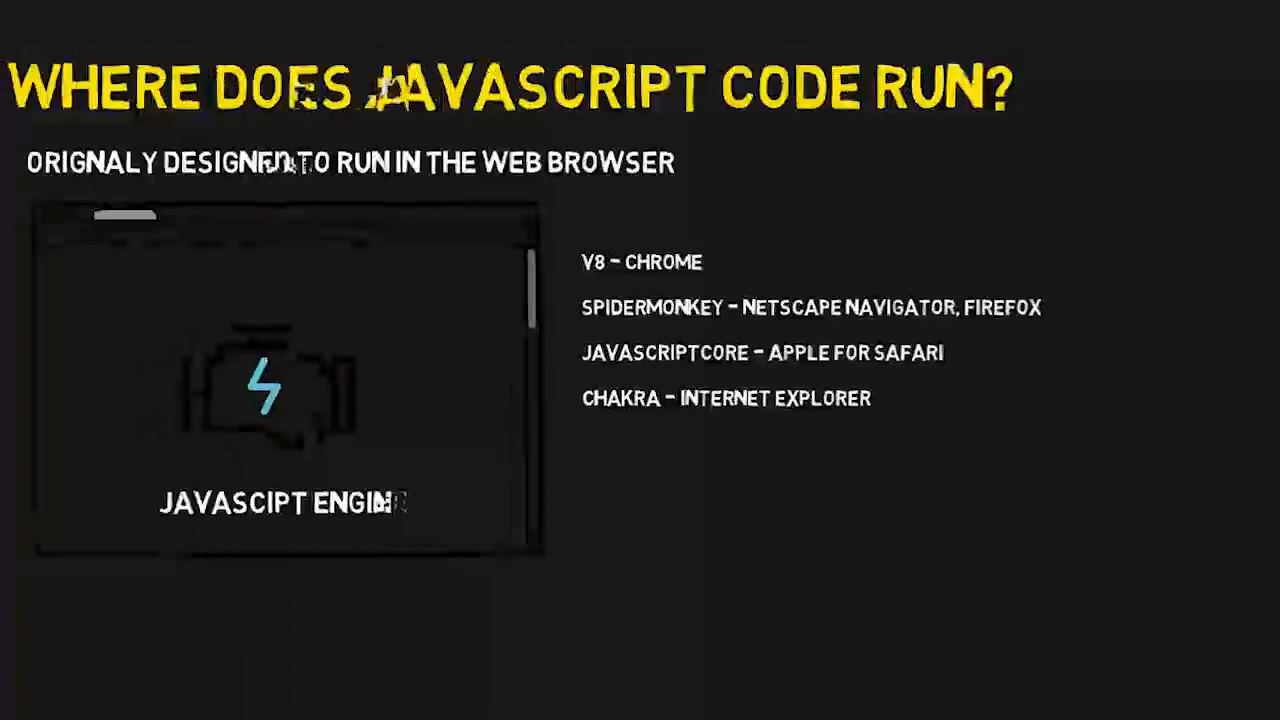 WHERE DOES JAVASCRIPT CODE RUN?
ORIGNALY DESIGNED TO RUN IN THE WEB BROWSER
V8 - CHROME
SPIDERMONKEY - NETSCAPE NAVIGATOR, FIREFOX
JAVASCRIPTCORE - APPLE FOR SAFARI
CHAKRA - INTERNET EXPLORER
JAVASCIPT ENGINE